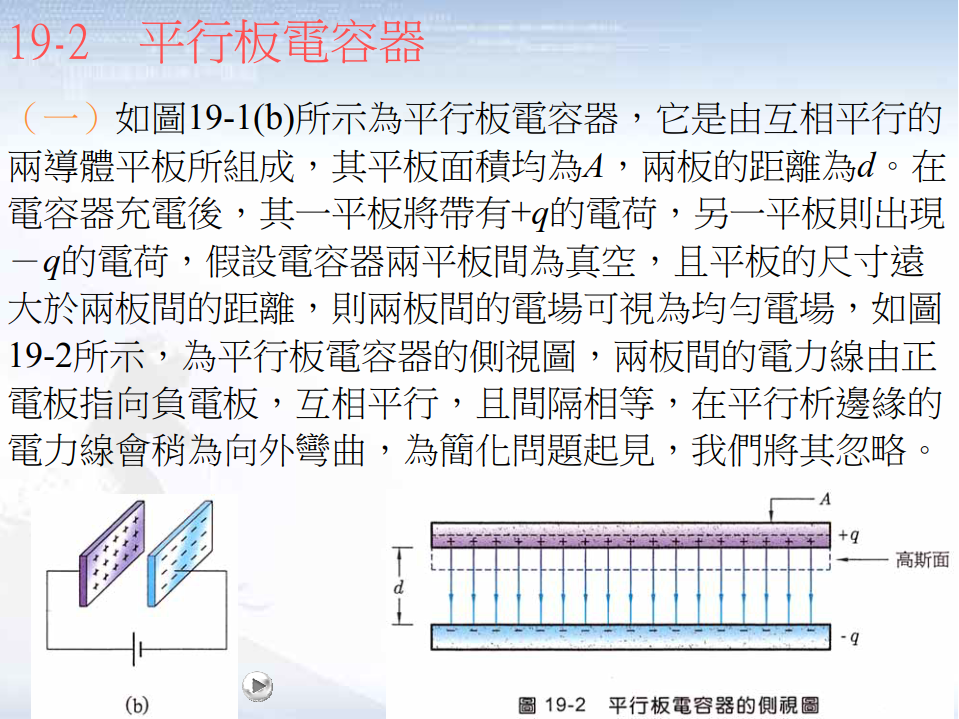 19-2 平行板電容器
（一）如圖19-1(b)所示為平行板電容器，它是由互相平行的
兩導體平板所組成，其平板面積均為A，兩板的距離為d。在
電容器充電後，其一平板將帶有+q的電荷，另一平板則出現
－q的電荷，假設電容器兩平板間為真空，且平板的尺寸遠
大於兩板間的距離，則兩板間的電場可視為均勻電場，如圖
19-2所示，為平行板電容器的側視圖，兩板間的電力線由正
電板指向負電板，互相平行，且間隔相等，在平行析邊緣的
電力線會稍為向外彎曲，為簡化問題起見，我們將其忽略。
A
+q
高斯面
d
-q
(b)
圖 19-2 平行板電容器的側視圖